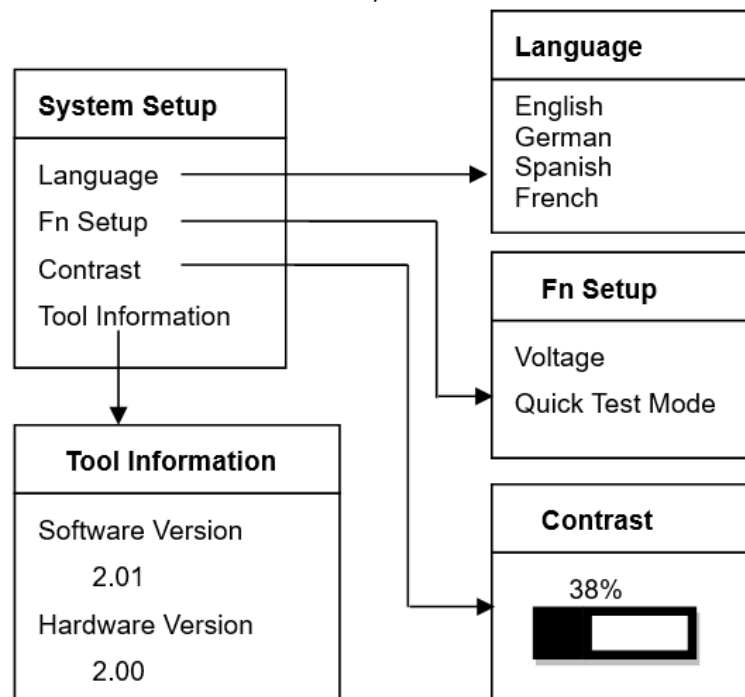 System Setup
Language
Fn Setup
Contrast
Tool Information
Language
English
German
Spanish
French
Fn Setup
Voltage
Quick Test Mode
Tool Information
Software Version
2.01
Hardware Version
2.00
Contrast
38%